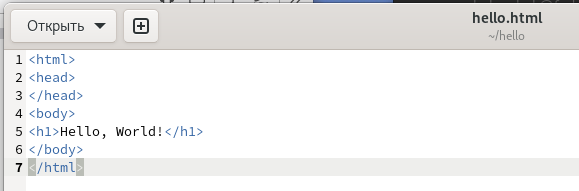 Открыть
hello.html
~/hello
1 <html>
2 <head>
3 </head>
4 <body>
5 <h1>Hello, World!</h1>
6 </body>
7 </html>